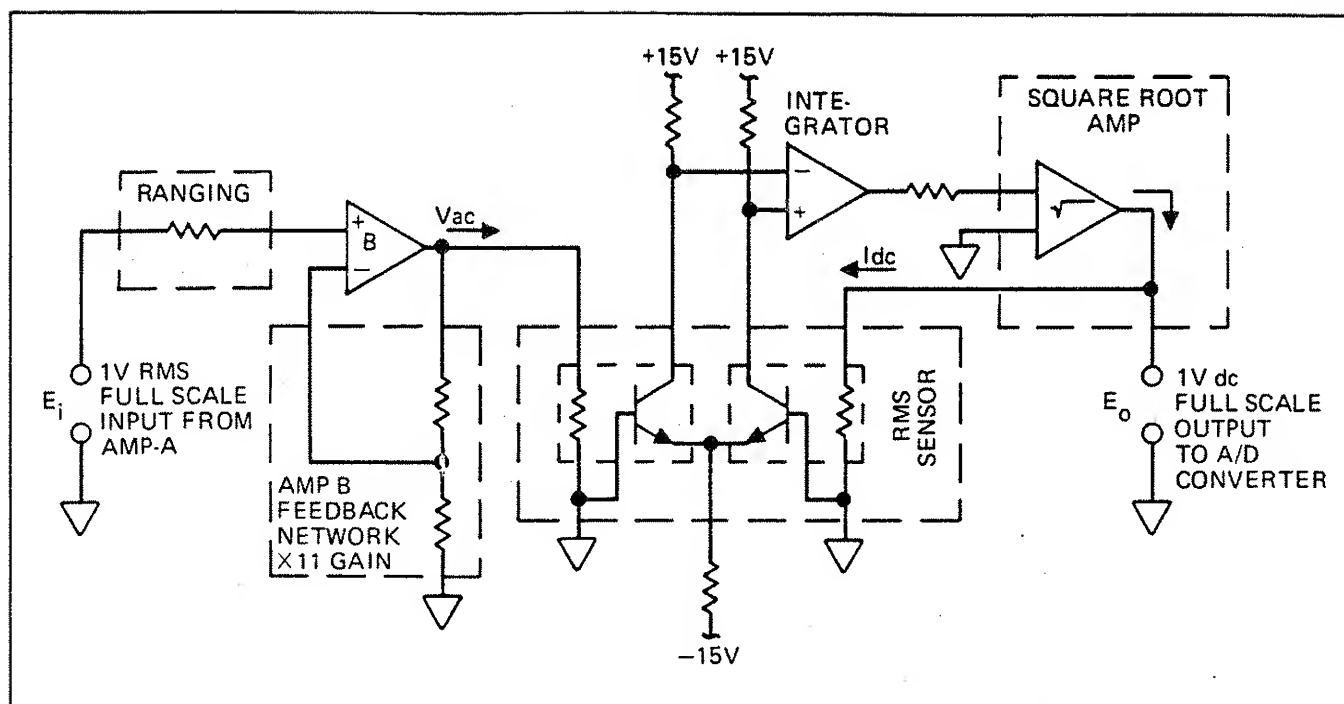 +15V +15V
INTE-
GRATOR
SQUARE ROOT
AMP
RANGING
+
B
−
Vac
−
+
√
Idc
1V RMS
FULL SCALE
INPUT FROM
AMP-A
Ei
AMP B
FEEDBACK
NETWORK
X11 GAIN
RMS
SENSOR
1V dc
FULL SCALE
OUTPUT
TO A/D
CONVERTER
Eo
−15V